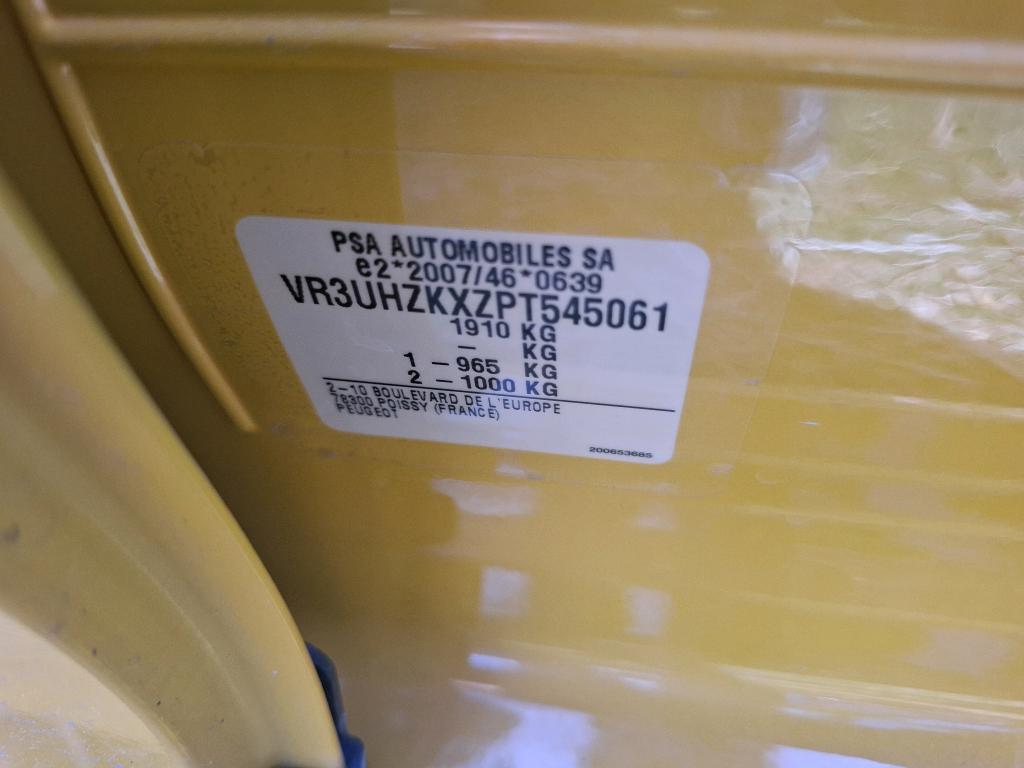 PSA AUTOMOBILES SA
e2*2007/46*0639
VR3UHZKXZPT545061
1910 KG
– KG
1 – 965 KG
2 – 1000 KG
2–10 BOULEVARD DE L'EUROPE
78300 POISSY (FRANCE)
PEUGEOT
200653685